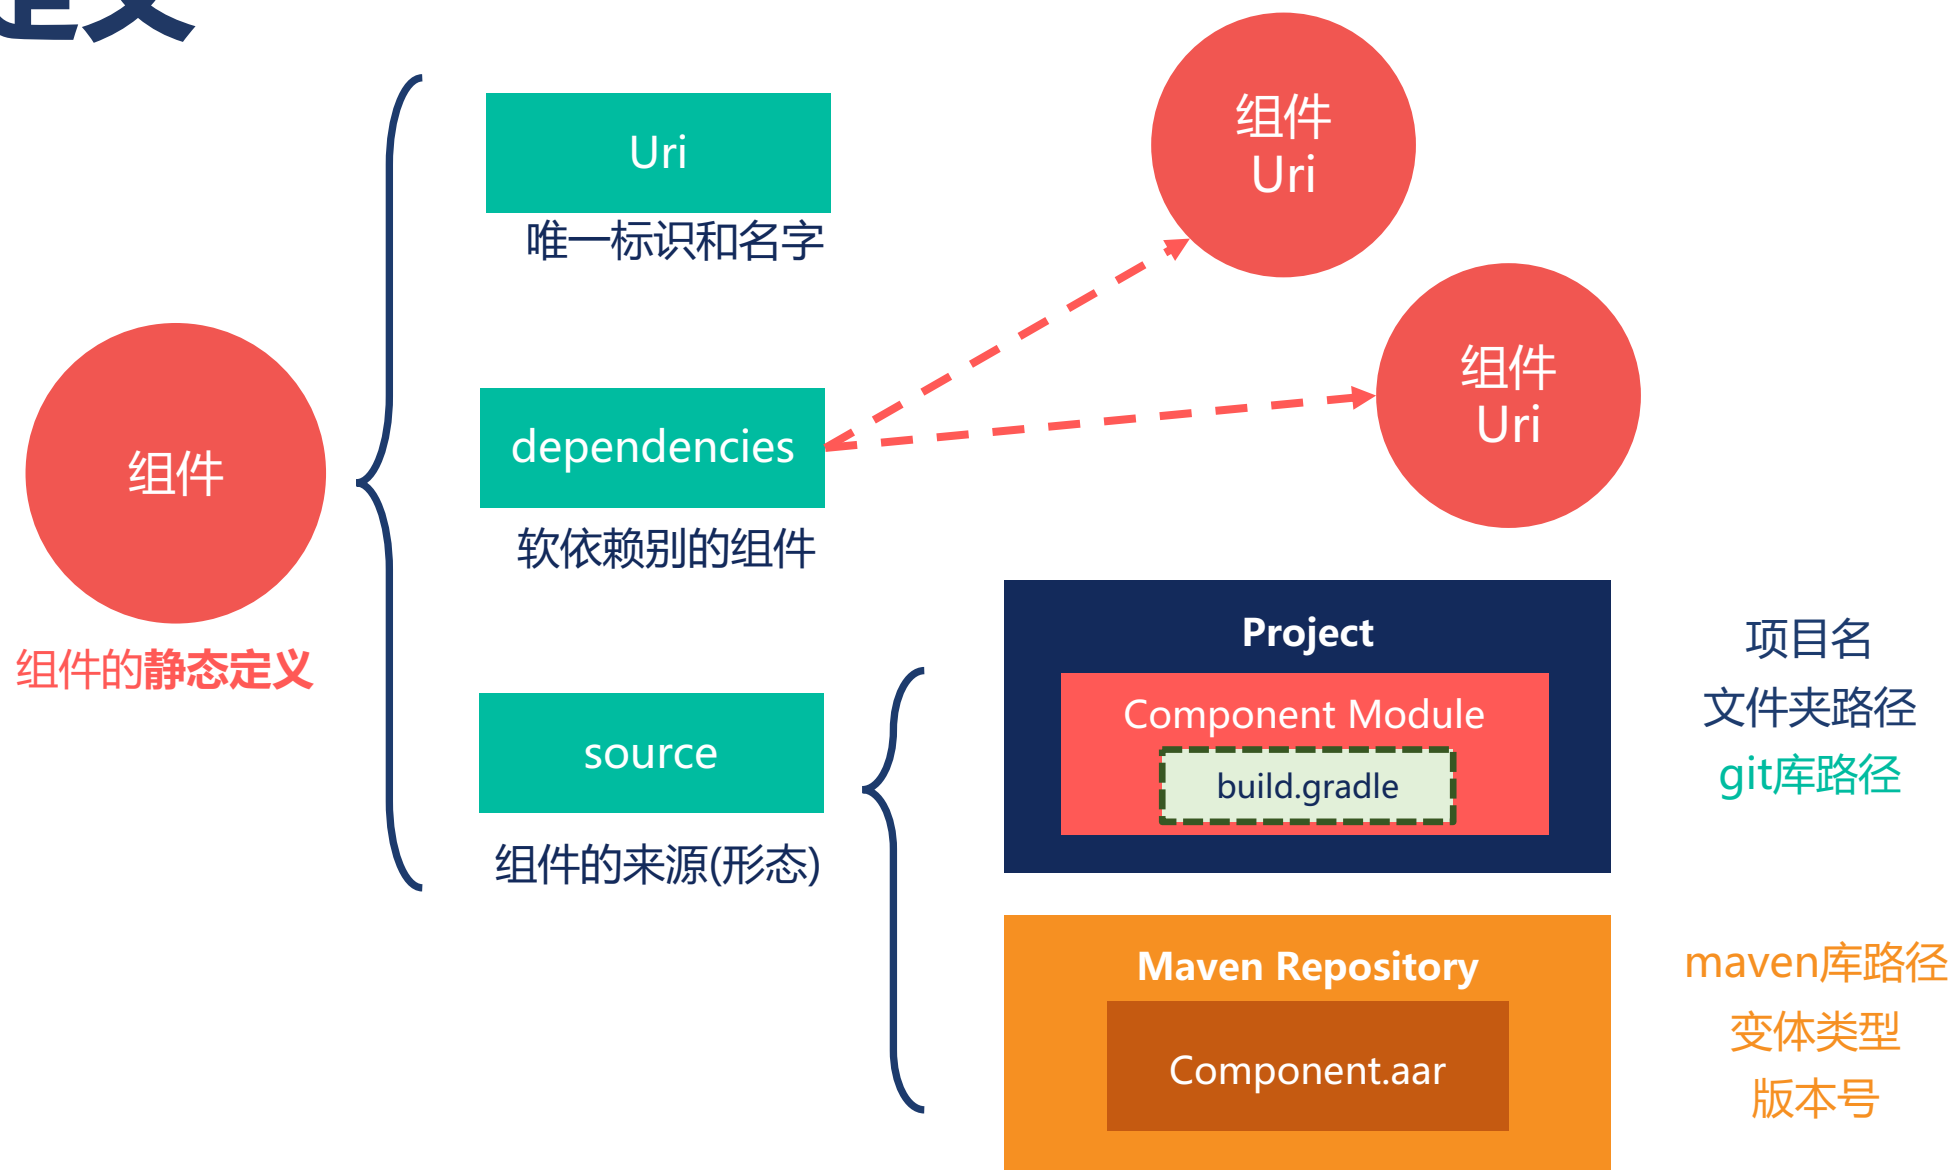 定义
Uri
唯一标识和名字
组件
Uri
组件
Uri
dependencies
软依赖别的组件
组件
组件的静态定义
source
组件的来源(形态)
Project
Component Module
build.gradle
项目名
文件夹路径
git库路径
Maven Repository
Component.aar
maven库路径
变体类型
版本号